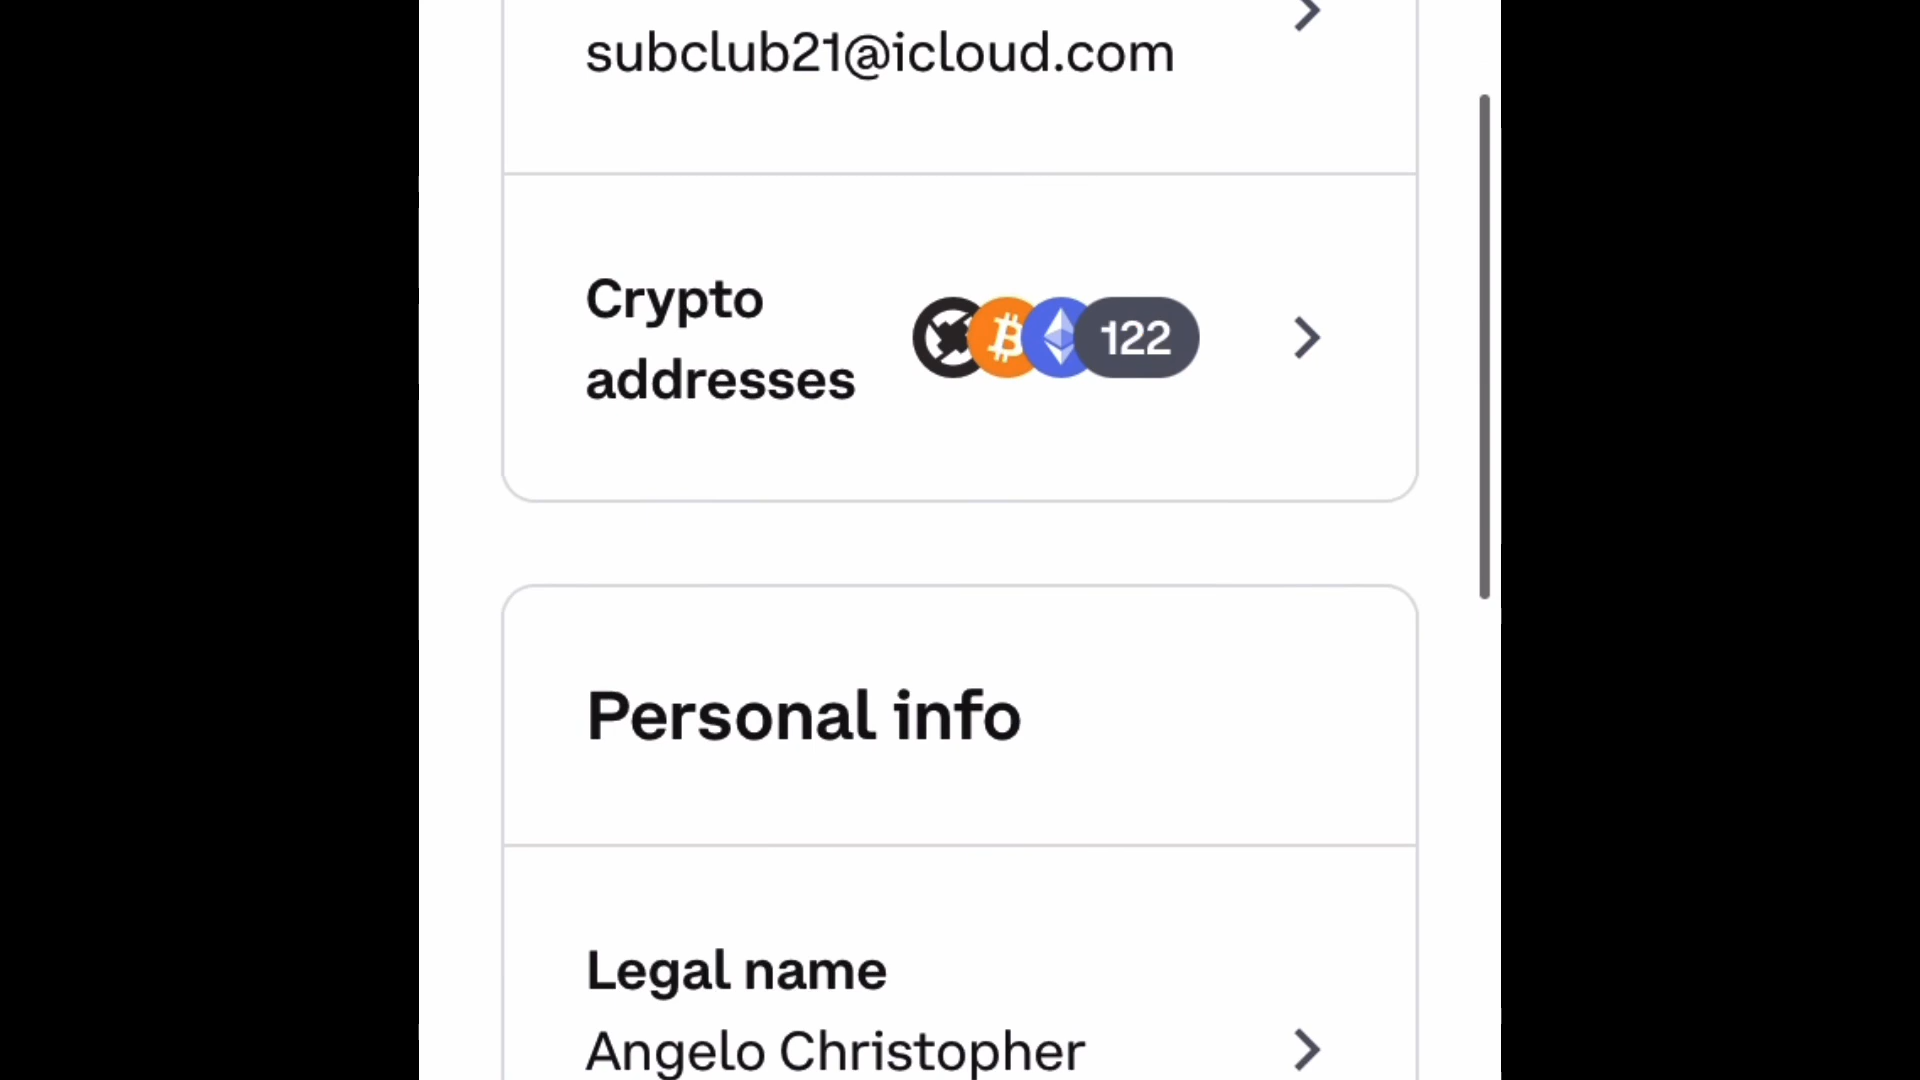 subclub21@icloud.com
Crypto
addresses
122
Personal info
Legal name
Angelo Christopher